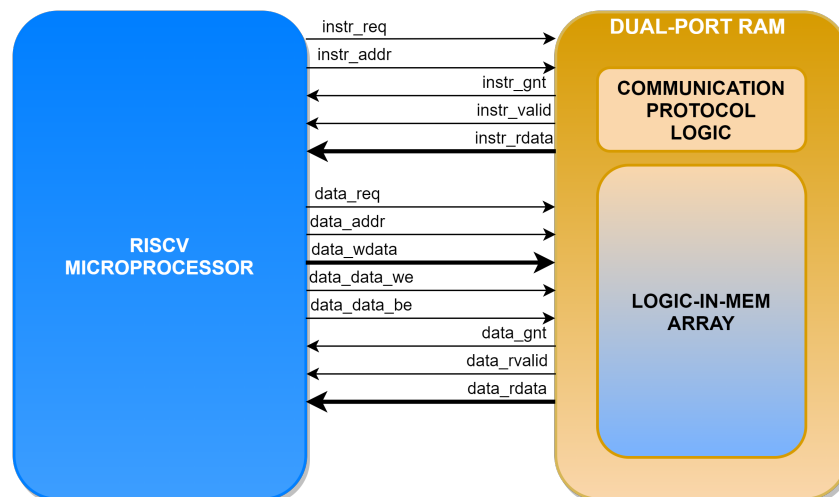 instr_req
instr_addr
instr_gnt
instr_valid
instr_rdata
data_req
data_addr
data_wdata
data_data_we
data_data_be
data_gnt
data_rvalid
data_rdata
RISCV
MICROPROCESSOR
DUAL-PORT RAM
COMMUNICATION
PROTOCOL
LOGIC
LOGIC-IN-MEM
ARRAY